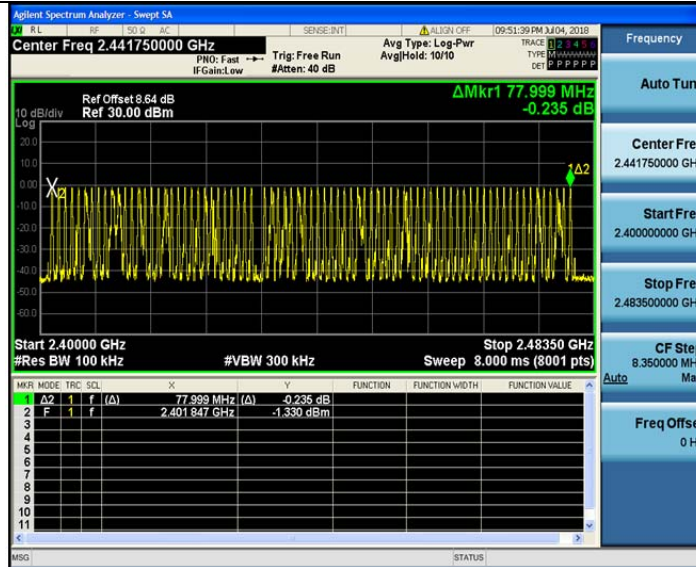 Agilent Spectrum Analyzer - Swept SA
RL RF 50 Ω AC SENSE:INT ALIGN OFF 09:51:39 PM Jul 04, 2018
Center Freq 2.441750000 GHz
PNO: Fast
IFGain:Low
Trig: Free Run
#Atten: 40 dB
Avg Type: Log-Pwr
Avg|Hold: 10/10
TRACE 1 2 3 4 5 6
TYPE
DET P P P P P P
ΔMkr1 77.999 MHz
-0.235 dB
Ref Offset 8.64 dB
10 dB/div Ref 30.00 dBm
Log
20.0
10.0
0.00
-10.0
-20.0
-30.0
-40.0
-50.0
-60.0
X2
1Δ2
Start 2.40000 GHz Stop 2.48350 GHz
#Res BW 100 kHz #VBW 300 kHz Sweep 8.000 ms (8001 pts)
MKR MODE TRC SCL X Y FUNCTION FUNCTION WIDTH FUNCTION VALUE
1 Δ2 1 f (Δ) 77.999 MHz (Δ) -0.235 dB
2 F 1 f 2.401 847 GHz -1.330 dBm
3
4
5
6
7
8
9
10
11
MSG STATUS
Frequency
Auto Tun
Center Fre
2.441750000 GH
Start Fre
2.400000000 GH
Stop Fre
2.483500000 GH
CF Ste
8.350000 MH
Auto Ma
Freq Offse
0 H